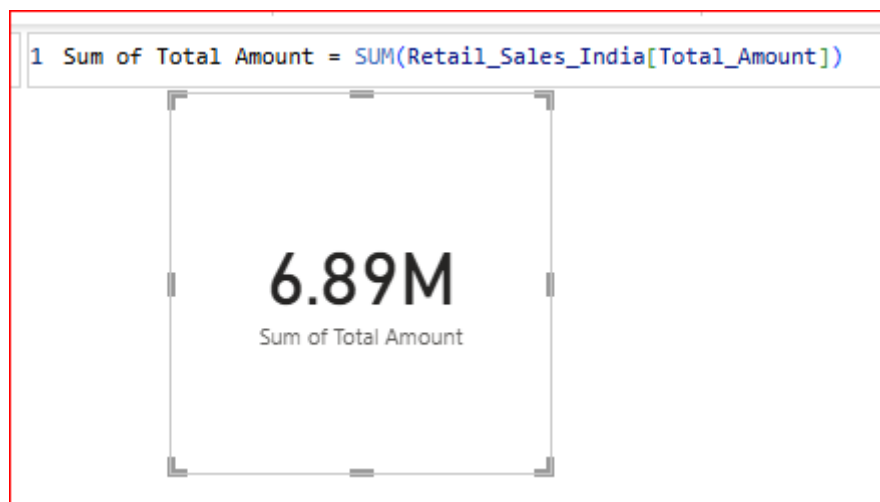 1 Sum of Total Amount = SUM(Retail_Sales_India[Total_Amount])
6.89M
Sum of Total Amount